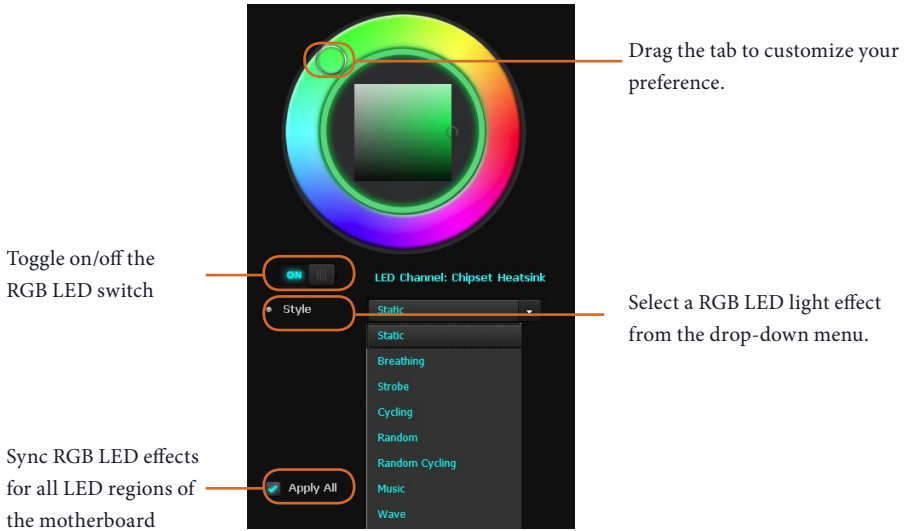 Drag the tab to customize your
preference.
Toggle on/off the
RGB LED switch
ON
LED Channel: Chipset Heatsink
Style
Static
Select a RGB LED light effect
from the drop-down menu.
Static
Breathing
Strobe
Cycling
Random
Random Cycling
Music
Wave
Sync RGB LED effects
for all LED regions of
the motherboard
Apply All